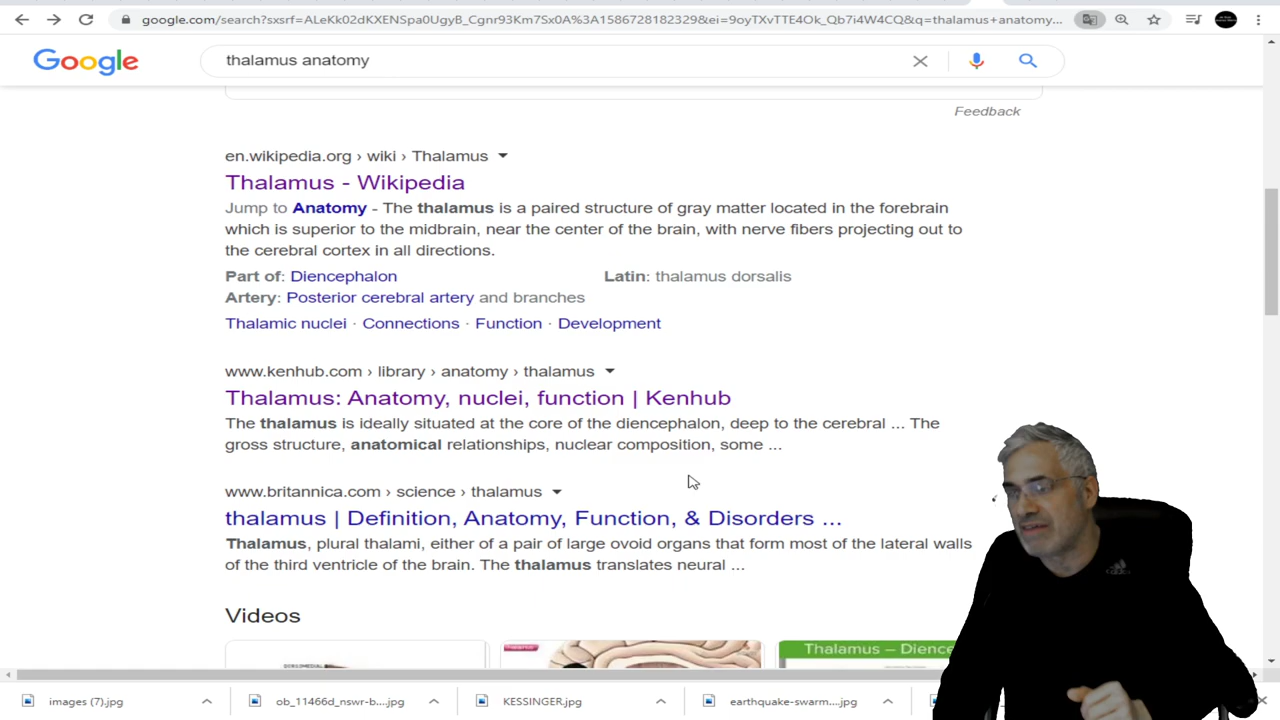 google.com/search?sxsrf=ALeKk02dKXENSpa0UgyB_Cgnr93Km7Sx0A%3A1586728182329&ei=9oyTXvTTE4Ok_Qb7i4W4CQ&q=thalamus+anatomy...
Google
thalamus anatomy
Feedback
en.wikipedia.org › wiki › Thalamus
Thalamus - Wikipedia
Jump to Anatomy - The thalamus is a paired structure of gray matter located in the forebrain
which is superior to the midbrain, near the center of the brain, with nerve fibers projecting out to
the cerebral cortex in all directions.
Part of: Diencephalon Latin: thalamus dorsalis
Artery: Posterior cerebral artery and branches
Thalamic nuclei · Connections · Function · Development
www.kenhub.com › library › anatomy › thalamus
Thalamus: Anatomy, nuclei, function | Kenhub
The thalamus is ideally situated at the core of the diencephalon, deep to the cerebral ... The
gross structure, anatomical relationships, nuclear composition, some ...
www.britannica.com › science › thalamus
thalamus | Definition, Anatomy, Function, & Disorders ...
Thalamus, plural thalami, either of a pair of large ovoid organs that form most of the lateral walls
of the third ventricle of the brain. The thalamus translates neural ...
Videos
Thalamus – Dience
images (7).jpg
ob_11466d_nswr-b....jpg
KESSINGER.jpg
earthquake-swarm....jpg